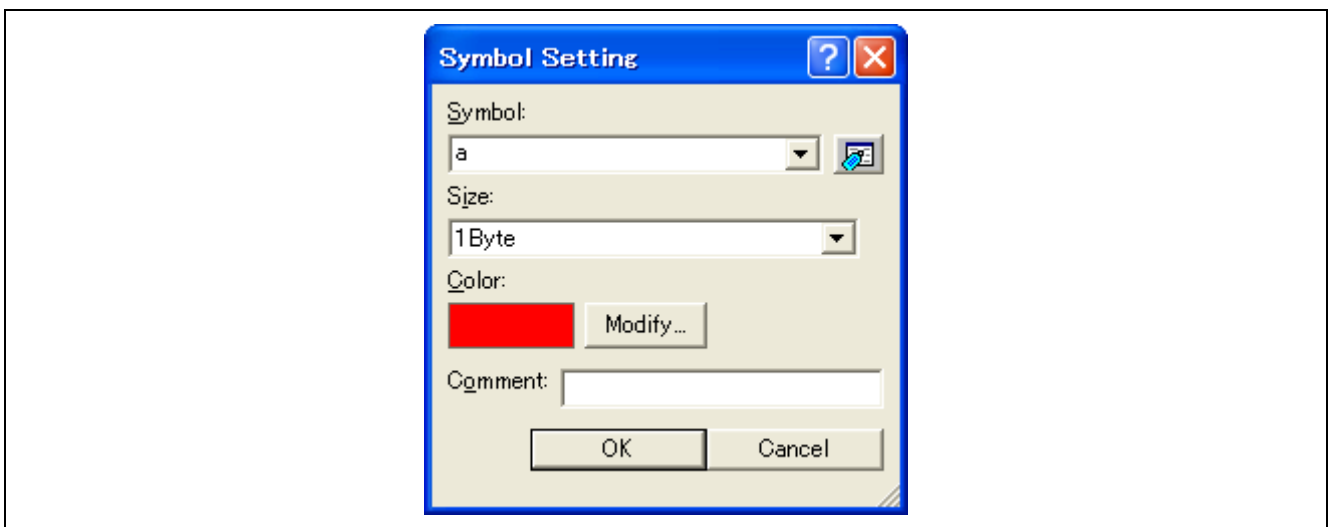 Symbol Setting
Symbol:
a
Size:
1Byte
Color:
Modify...
Comment:
OK Cancel